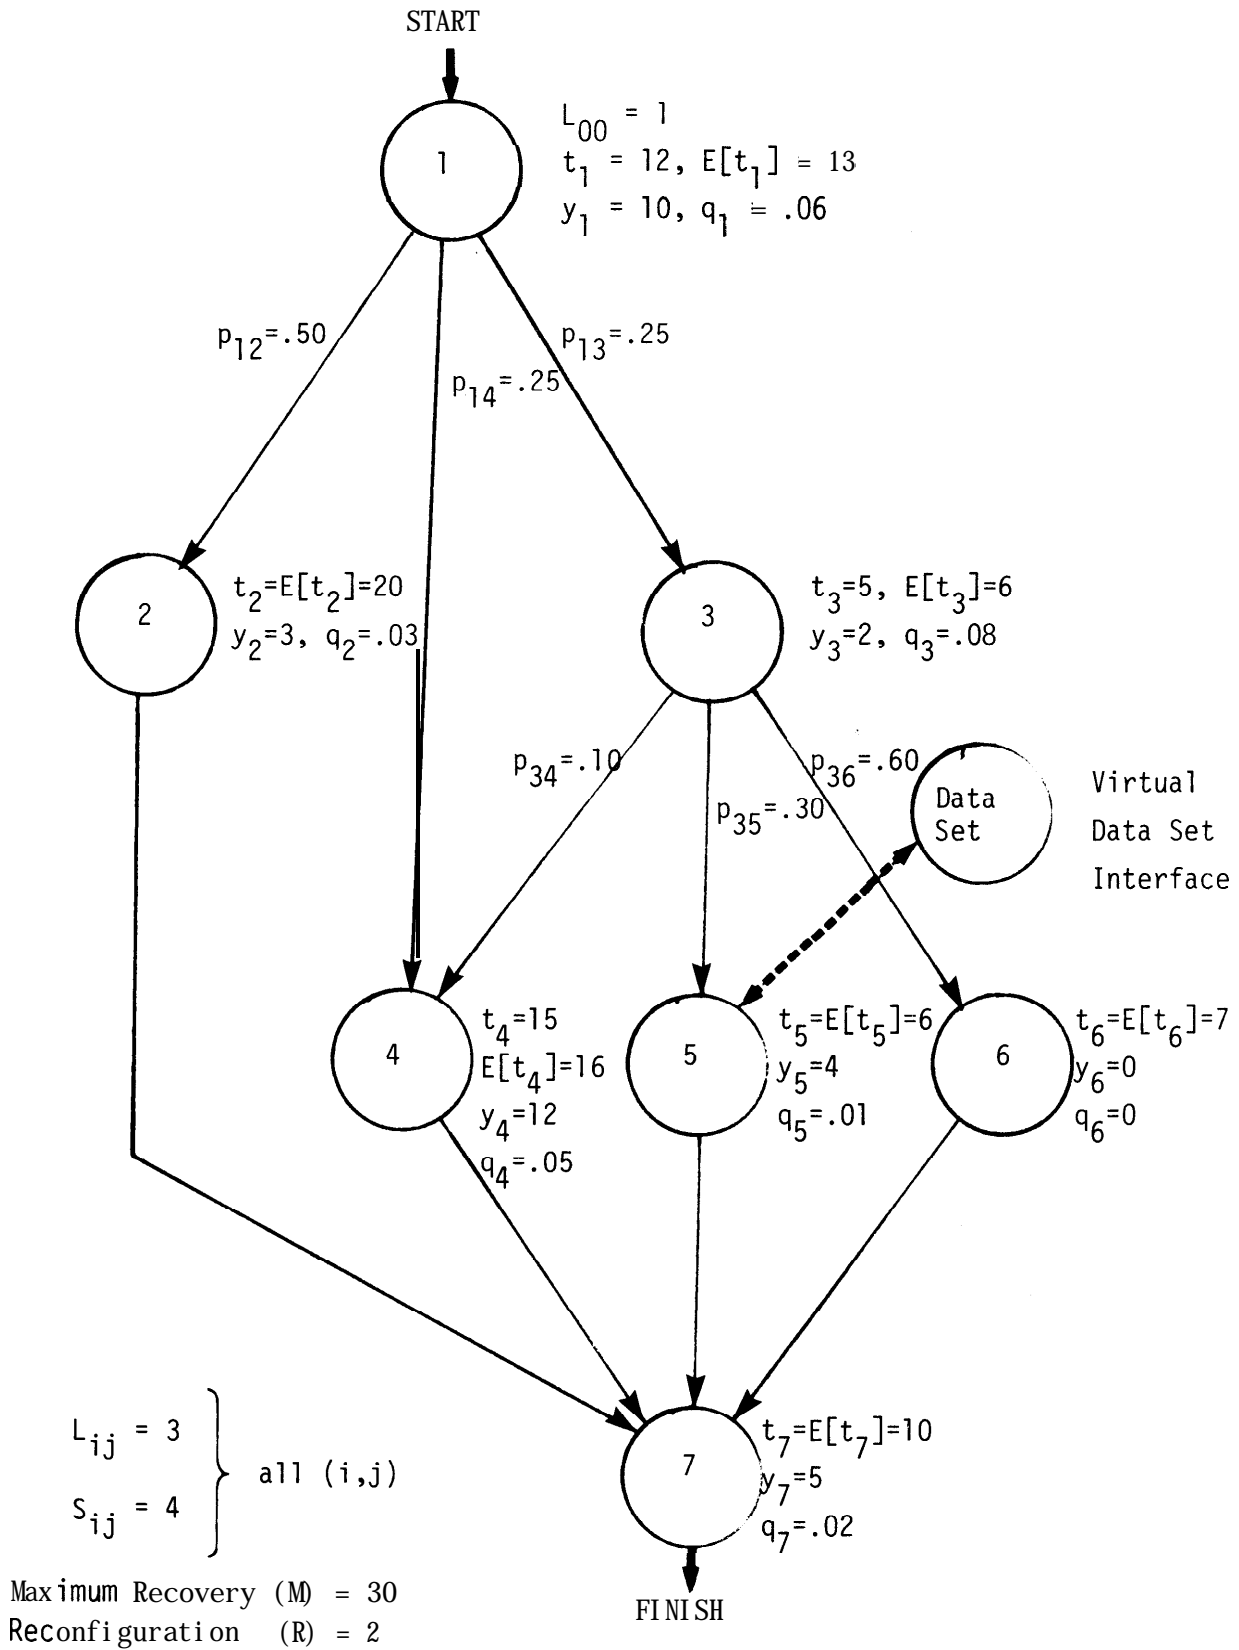 START
1
L00 = 1
t1 = 12, E[t1] = 13
y1 = 10, q1 = .06
p12=.50
p13=.25
p14=.25
2
t2=E[t2]=20
y2=3, q2=.03
3
t3=5, E[t3]=6
y3=2, q3=.08
p34=.10
p35=.30
p36=.60
Data
Set
Virtual
Data Set
Interface
4
t4=15
E[t4]=16
y4=12
q4=.05
5
t5=E[t5]=6
y5=4
q5=.01
6
t6=E[t6]=7
y6=0
q6=0
7
t7=E[t7]=10
y7=5
q7=.02
Lij = 3
Sij = 4
all (i,j)
Maximum Recovery (M) = 30
Reconfiguration (R) = 2
FINISH